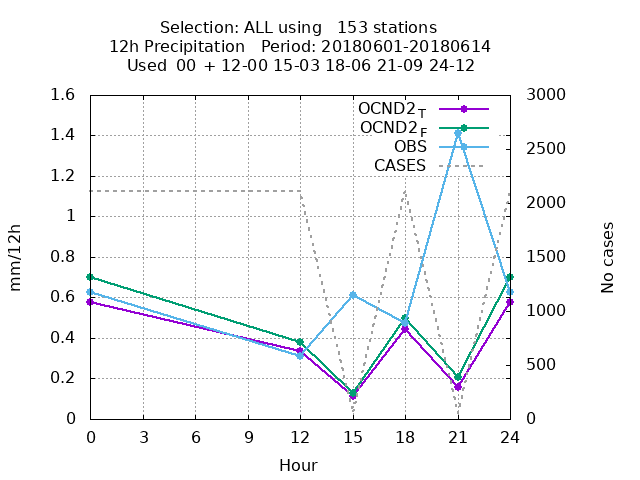 Selection: ALL using   153 stations
12h Precipitation   Period: 20180601-20180614
Used  00 + 12-00 15-03 18-06 21-09 24-12
1.6
1.4
1.2
1
0.8
0.6
0.4
0.2
0
mm/12h
OCND2 T
OCND2 F
OBS
CASES
3000
2500
2000
1500
1000
500
0
No cases
0 3 6 9 12 15 18 21 24
Hour